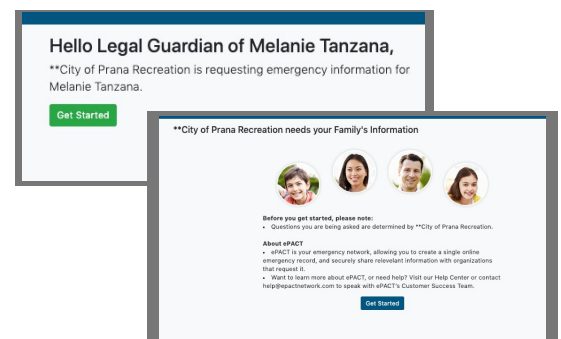 Hello Legal Guardian of Melanie Tanzana,
**City of Prana Recreation is requesting emergency information for
Melanie Tanzana.
Get Started
**City of Prana Recreation needs your Family's Information
Before you get started, please note:
• Questions you are being asked are determined by **City of Prana Recreation.
About ePACT
• ePACT is your emergency network, allowing you to create a single online
emergency record, and securely share relevelant information with organizations
that request it.
• Want to learn more about ePACT, or need help? Visit our Help Center or contact
help@epactnetwork.com to speak with ePACT's Customer Success Team.
Get Started